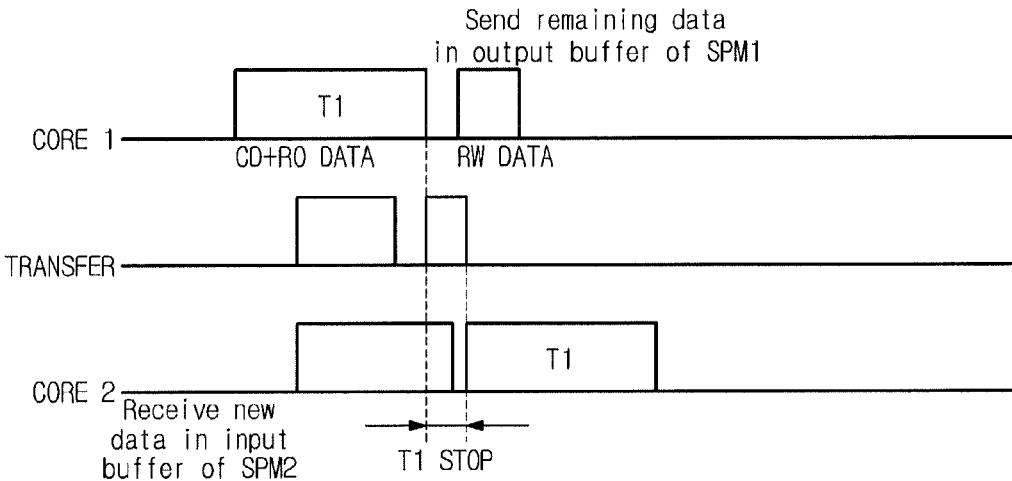 Send remaining data
in output buffer of SPM1
T1
CORE 1
CD+RO DATA
RW DATA
TRANSFER
T1
CORE 2
Receive new
data in input
buffer of SPM2
T1 STOP